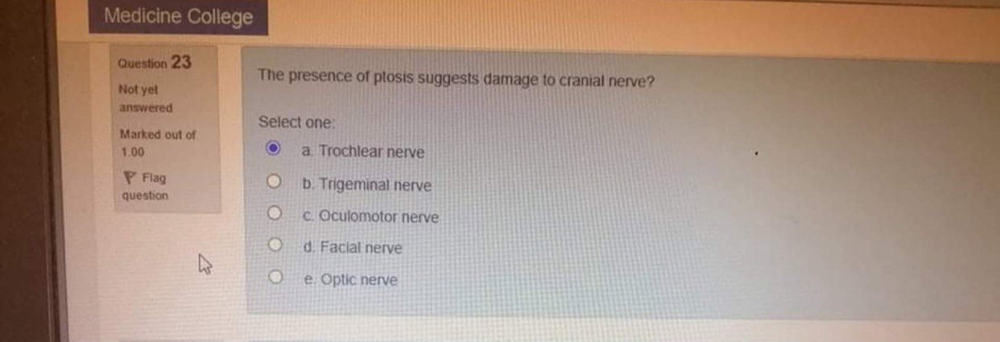 Medicine College
Question 23
Not yet
answered
Marked out of
1.00
Flag
question
The presence of ptosis suggests damage to cranial nerve?
Select one:
a. Trochlear nerve
b. Trigeminal nerve
c. Oculomotor nerve
d. Facial nerve
e. Optic nerve